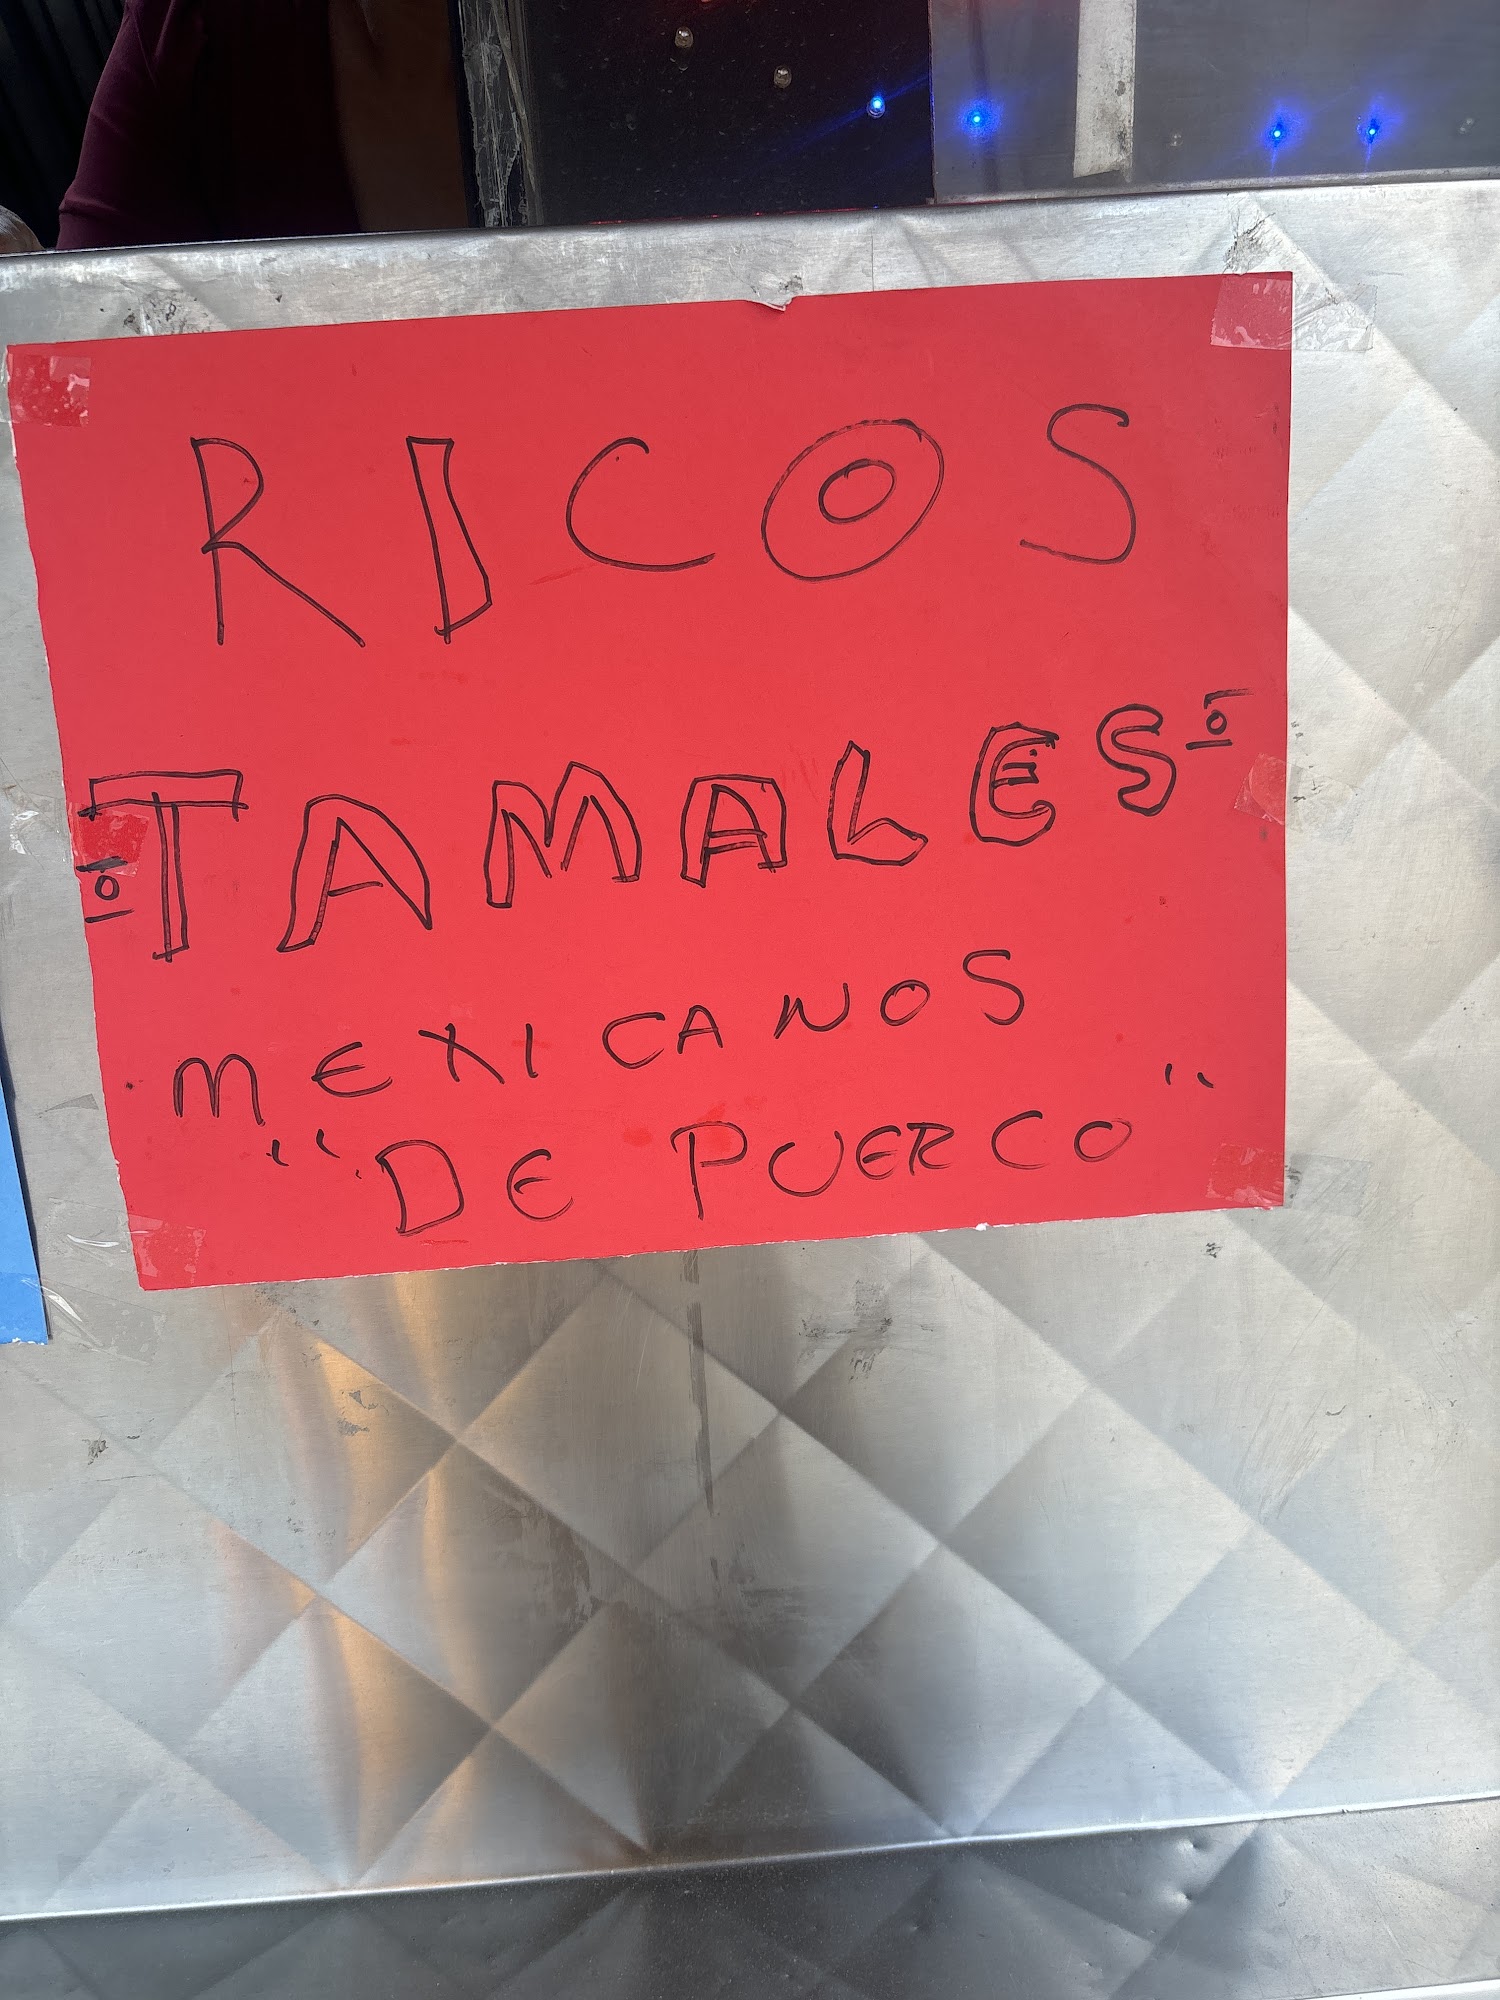 RICOS
TAMALES
MEXICANOS
"DE PUERCO"